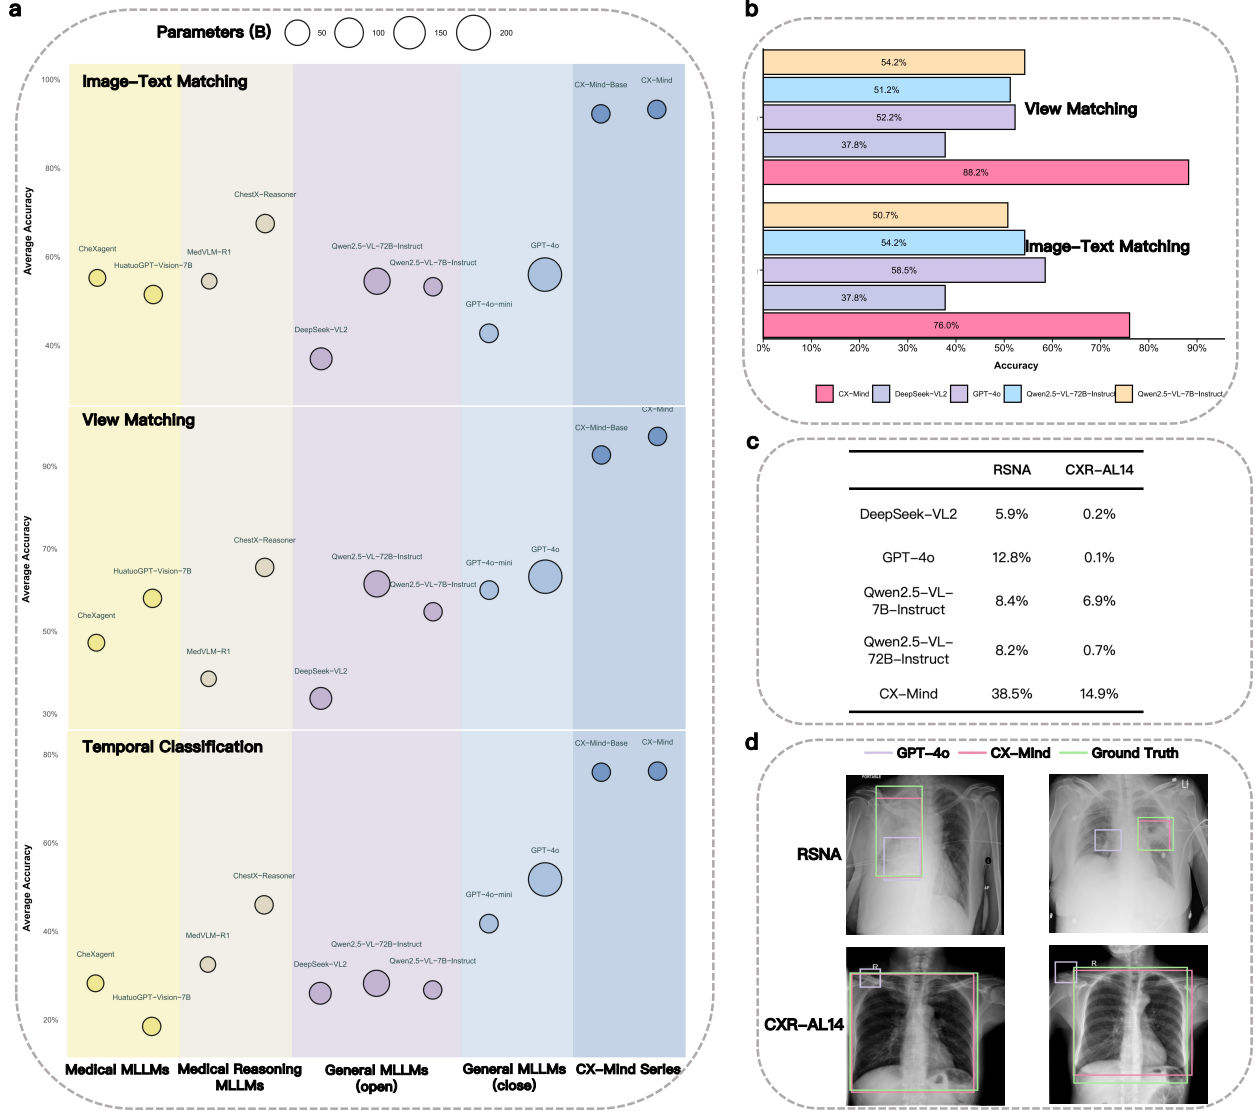 a
Parameters (B)
50
100
150
200
Image-Text Matching
100%
80%
60%
40%
Average Accuracy
CheXagent
HuatuoGPT-Vision-7B
MedVLM-R1
ChestX-Reasoner
DeepSeek-VL2
Qwen2.5-VL-72B-Instruct
Qwen2.5-VL-7B-Instruct
GPT-4o-mini
GPT-4o
CX-Mind-Base
CX-Mind
View Matching
90%
70%
50%
30%
Average Accuracy
CheXagent
HuatuoGPT-Vision-7B
MedVLM-R1
ChestX-Reasoner
DeepSeek-VL2
Qwen2.5-VL-72B-Instruct
Qwen2.5-VL-7B-Instruct
GPT-4o-mini
GPT-4o
CX-Mind-Base
CX-Mind
Temporal Classification
80%
60%
40%
20%
Average Accuracy
CheXagent
HuatuoGPT-Vision-7B
MedVLM-R1
ChestX-Reasoner
DeepSeek-VL2
Qwen2.5-VL-72B-Instruct
Qwen2.5-VL-7B-Instruct
GPT-4o-mini
GPT-4o
CX-Mind-Base
CX-Mind
Medical MLLMs
Medical Reasoning
MLLMs
General MLLMs
(open)
General MLLMs
(close)
CX-Mind Series
b
54.2%
51.2%
52.2%
37.8%
88.2%
View Matching
50.7%
54.2%
58.5%
37.8%
76.0%
Image-Text Matching
0% 10% 20% 30% 40% 50% 60% 70% 80% 90%
Accuracy
CX-Mind DeepSeek-VL2 GPT-4o Qwen2.5-VL-72B-Instruct Qwen2.5-VL-7B-Instruct
c
RSNA CXR-AL14
DeepSeek-VL2 5.9% 0.2%
GPT-4o 12.8% 0.1%
Qwen2.5-VL-
7B-Instruct 8.4% 6.9%
Qwen2.5-VL-
72B-Instruct 8.2% 0.7%
CX-Mind 38.5% 14.9%
d
GPT-4o CX-Mind Ground Truth
RSNA
PORTABLE
AP
CXR-AL14
R
R